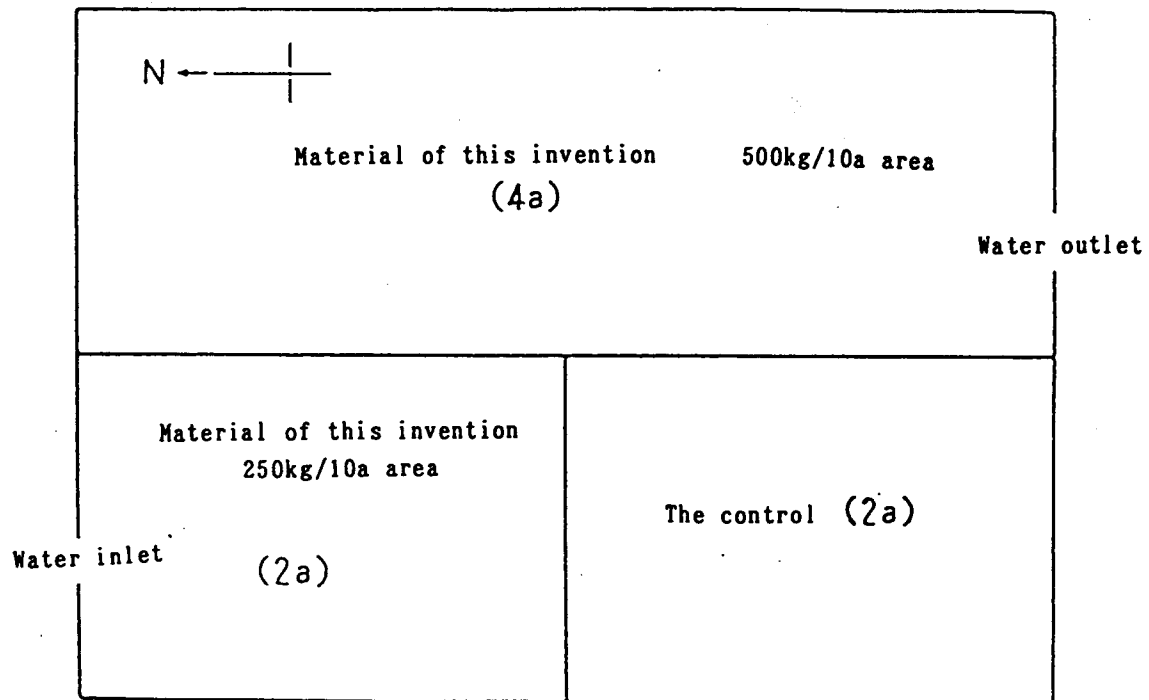 N
Material of this invention 500kg/10a area
(4a)
Water outlet
Material of this invention
250kg/10a area
The control (2a)
Water inlet
(2a)